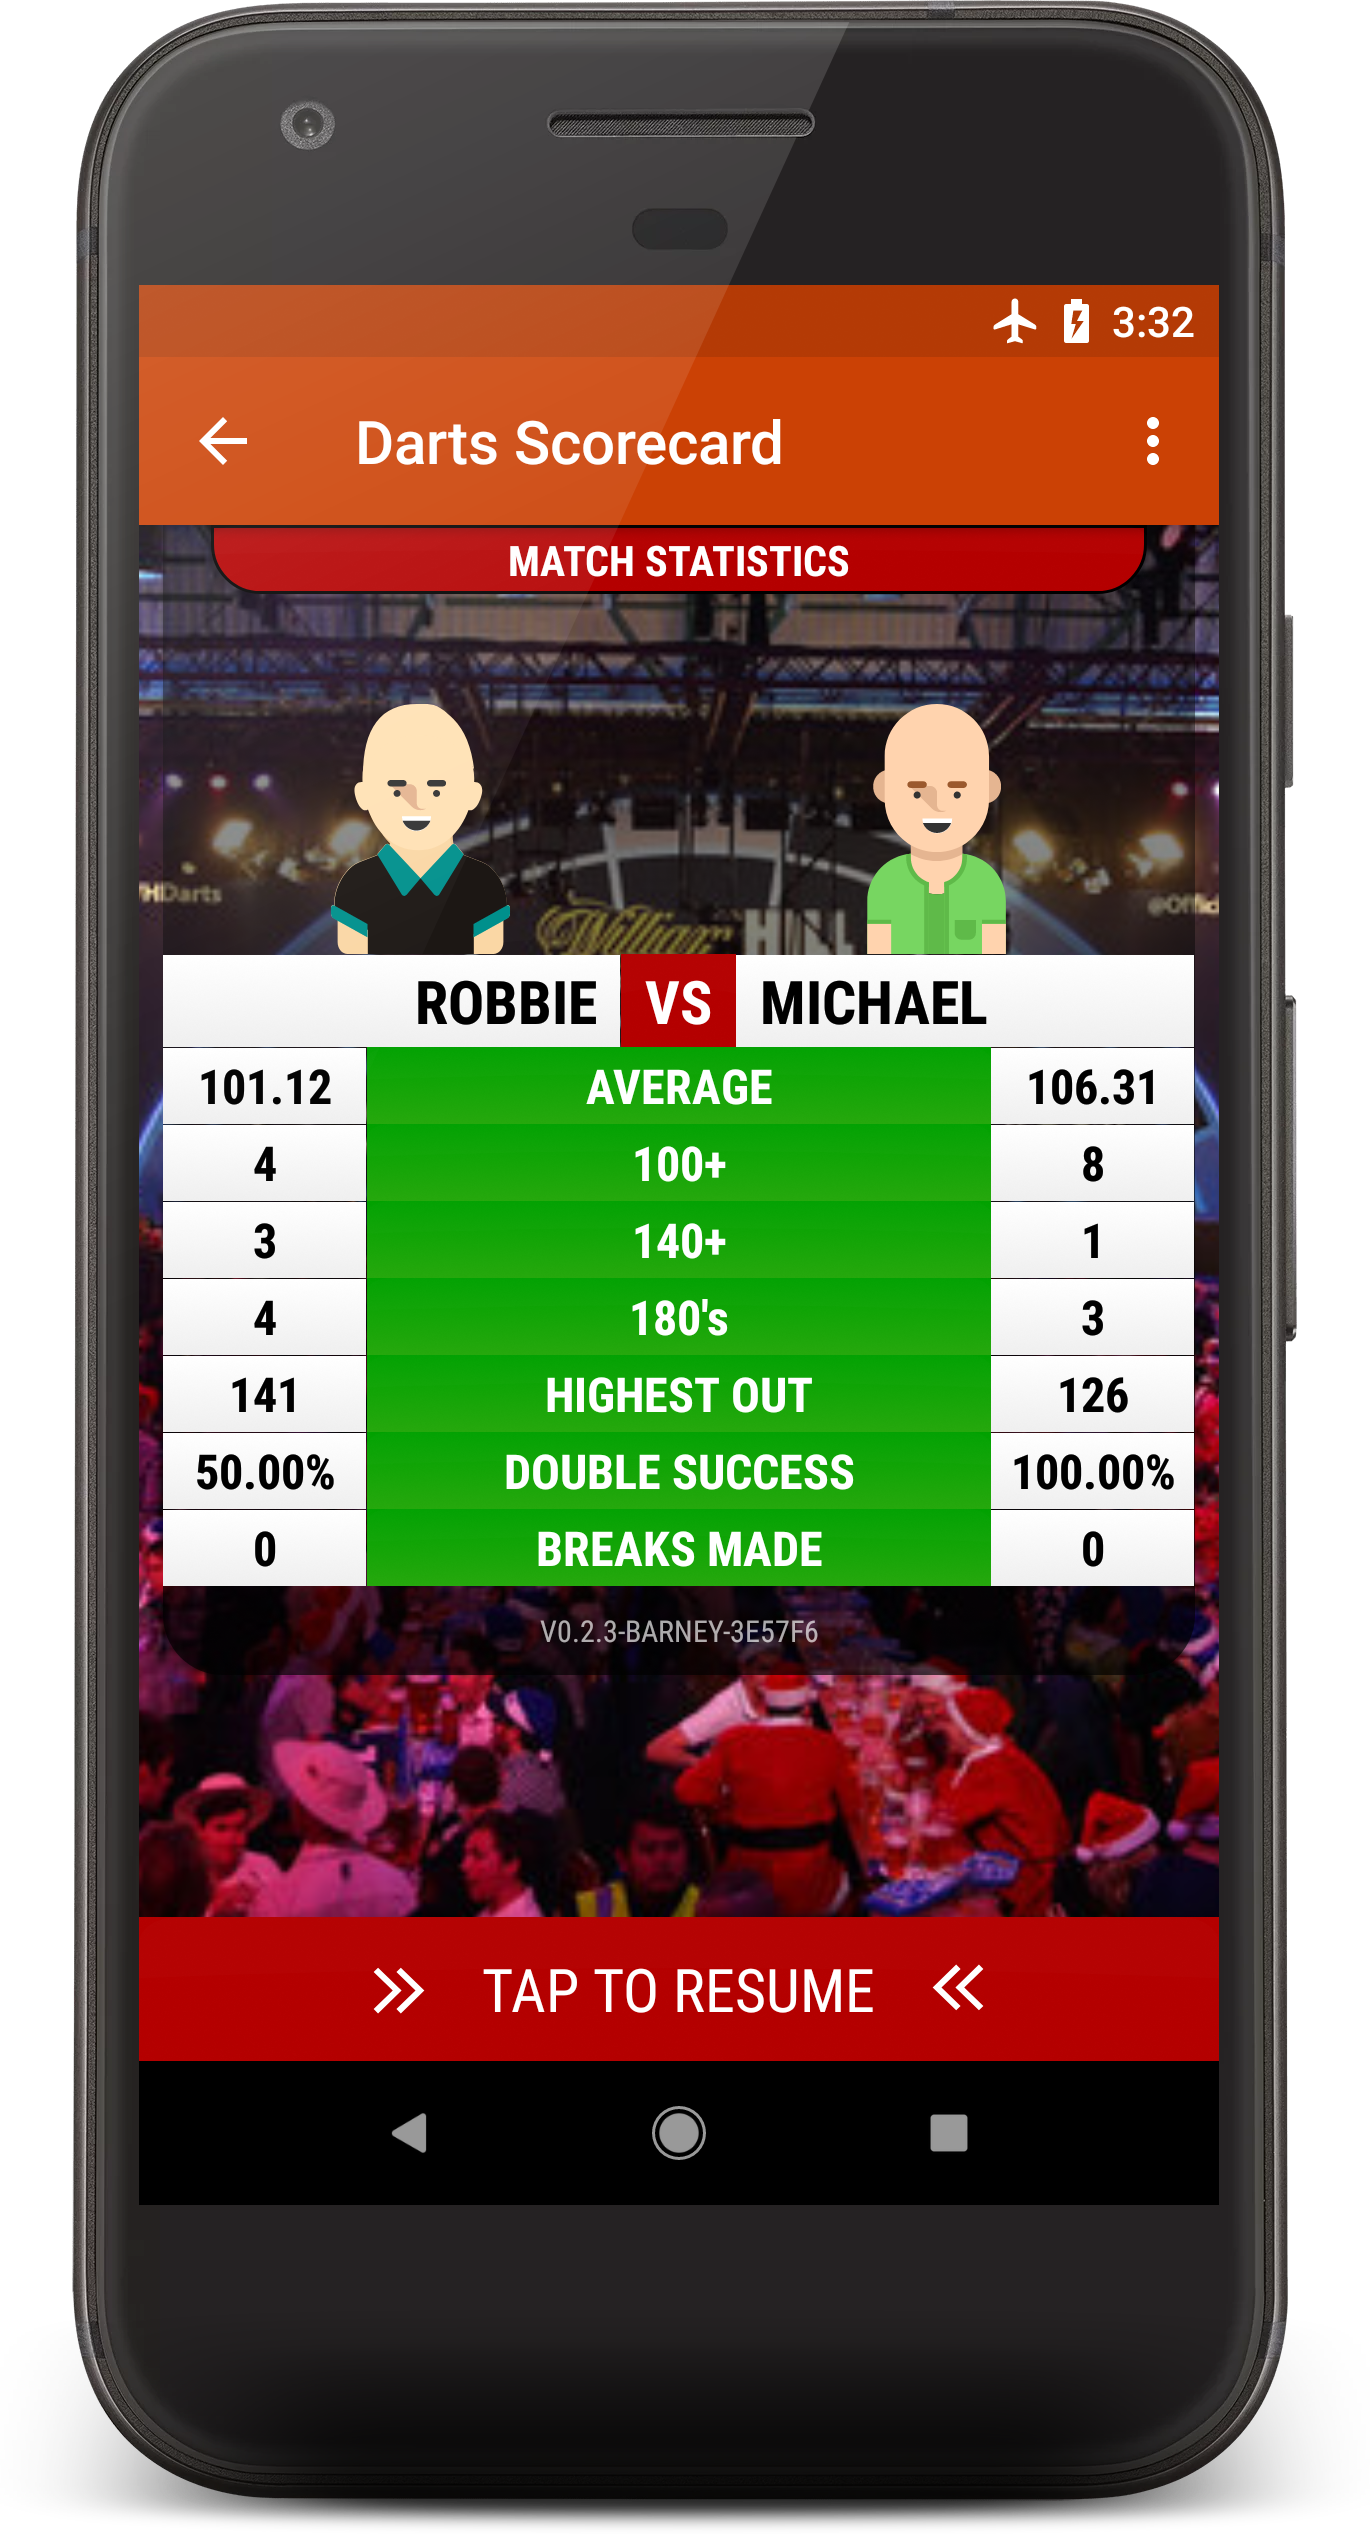 3:32
Darts Scorecard
MATCH STATISTICS
HDarts
William HILL
ROBBIE VS MICHAEL
101.12 AVERAGE 106.31
4 100+ 8
3 140+ 1
4 180's 3
141 HIGHEST OUT 126
50.00% DOUBLE SUCCESS 100.00%
0 BREAKS MADE 0
V0.2.3-BARNEY-3E57F6
TAP TO RESUME